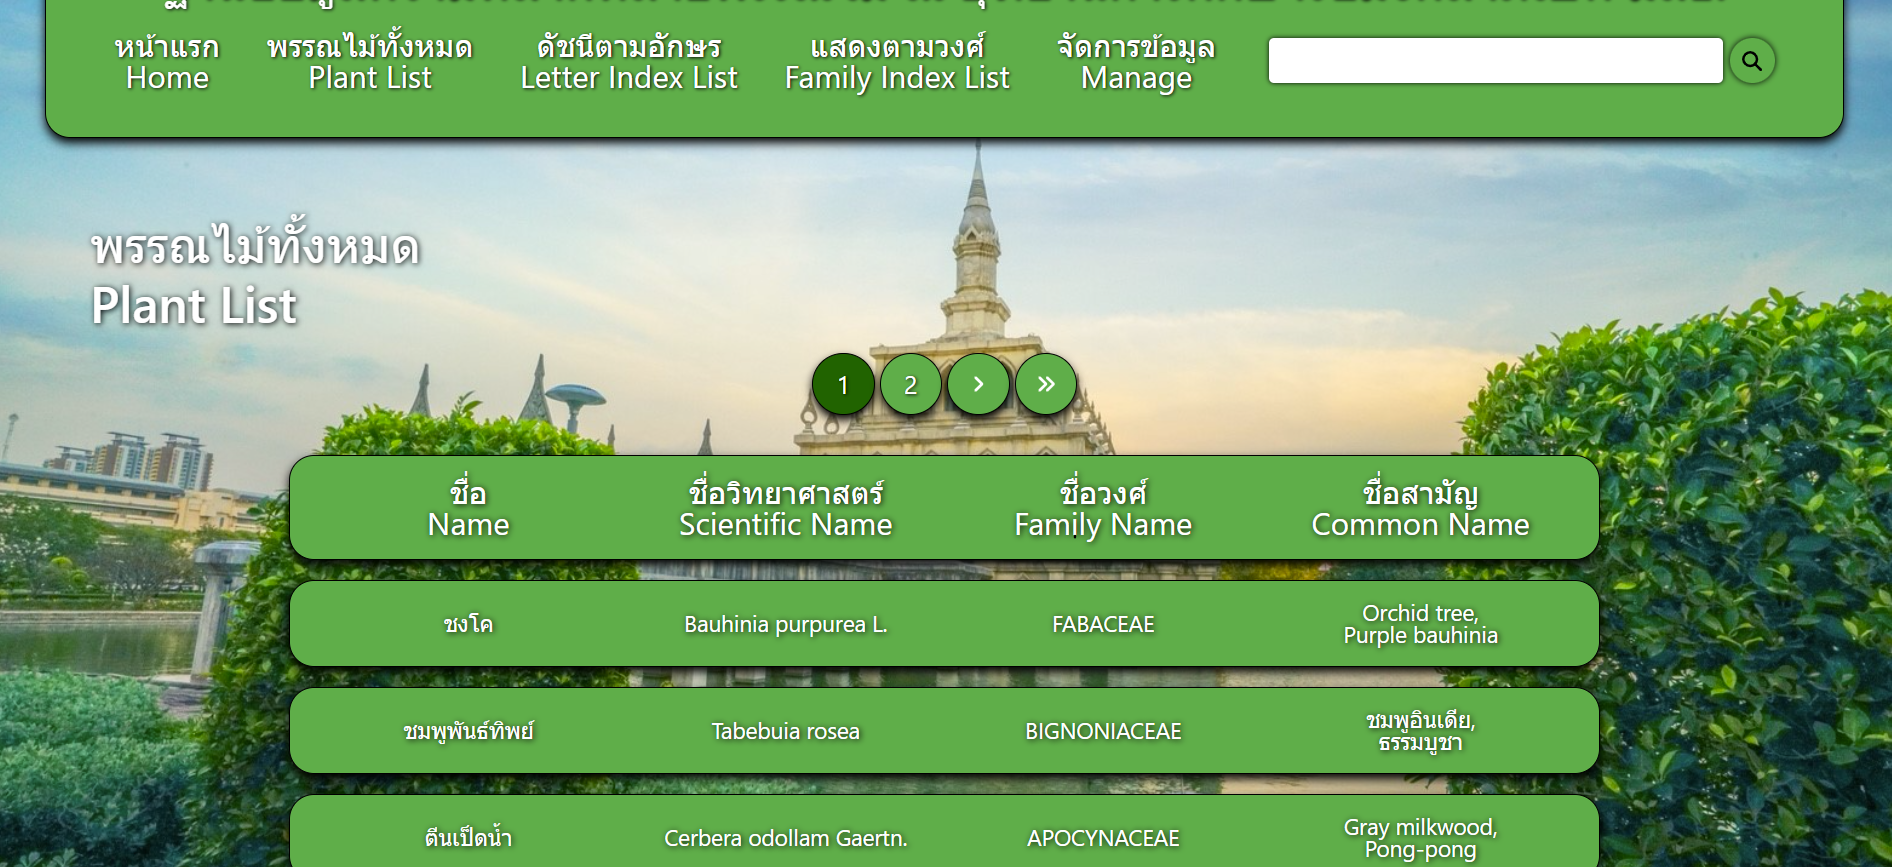 หน้าแรก
Home
พรรณไม้ทั้งหมด
Plant List
ดัชนีตามอักษร
Letter Index List
แสดงตามวงศ์
Family Index List
จัดการข้อมูล
Manage
พรรณไม้ทั้งหมด
Plant List
1 2
ชื่อ
Name
ชื่อวิทยาศาสตร์
Scientific Name
ชื่อวงศ์
Family Name
ชื่อสามัญ
Common Name
ชงโค
Bauhinia purpurea L.
FABACEAE
Orchid tree,
Purple bauhinia
ชมพูพันธ์ทิพย์
Tabebuia rosea
BIGNONIACEAE
ชมพูอินเดีย,
ธรรมบูชา
ตีนเป็ดน้ำ
Cerbera odollam Gaertn.
APOCYNACEAE
Gray milkwood,
Pong-pong